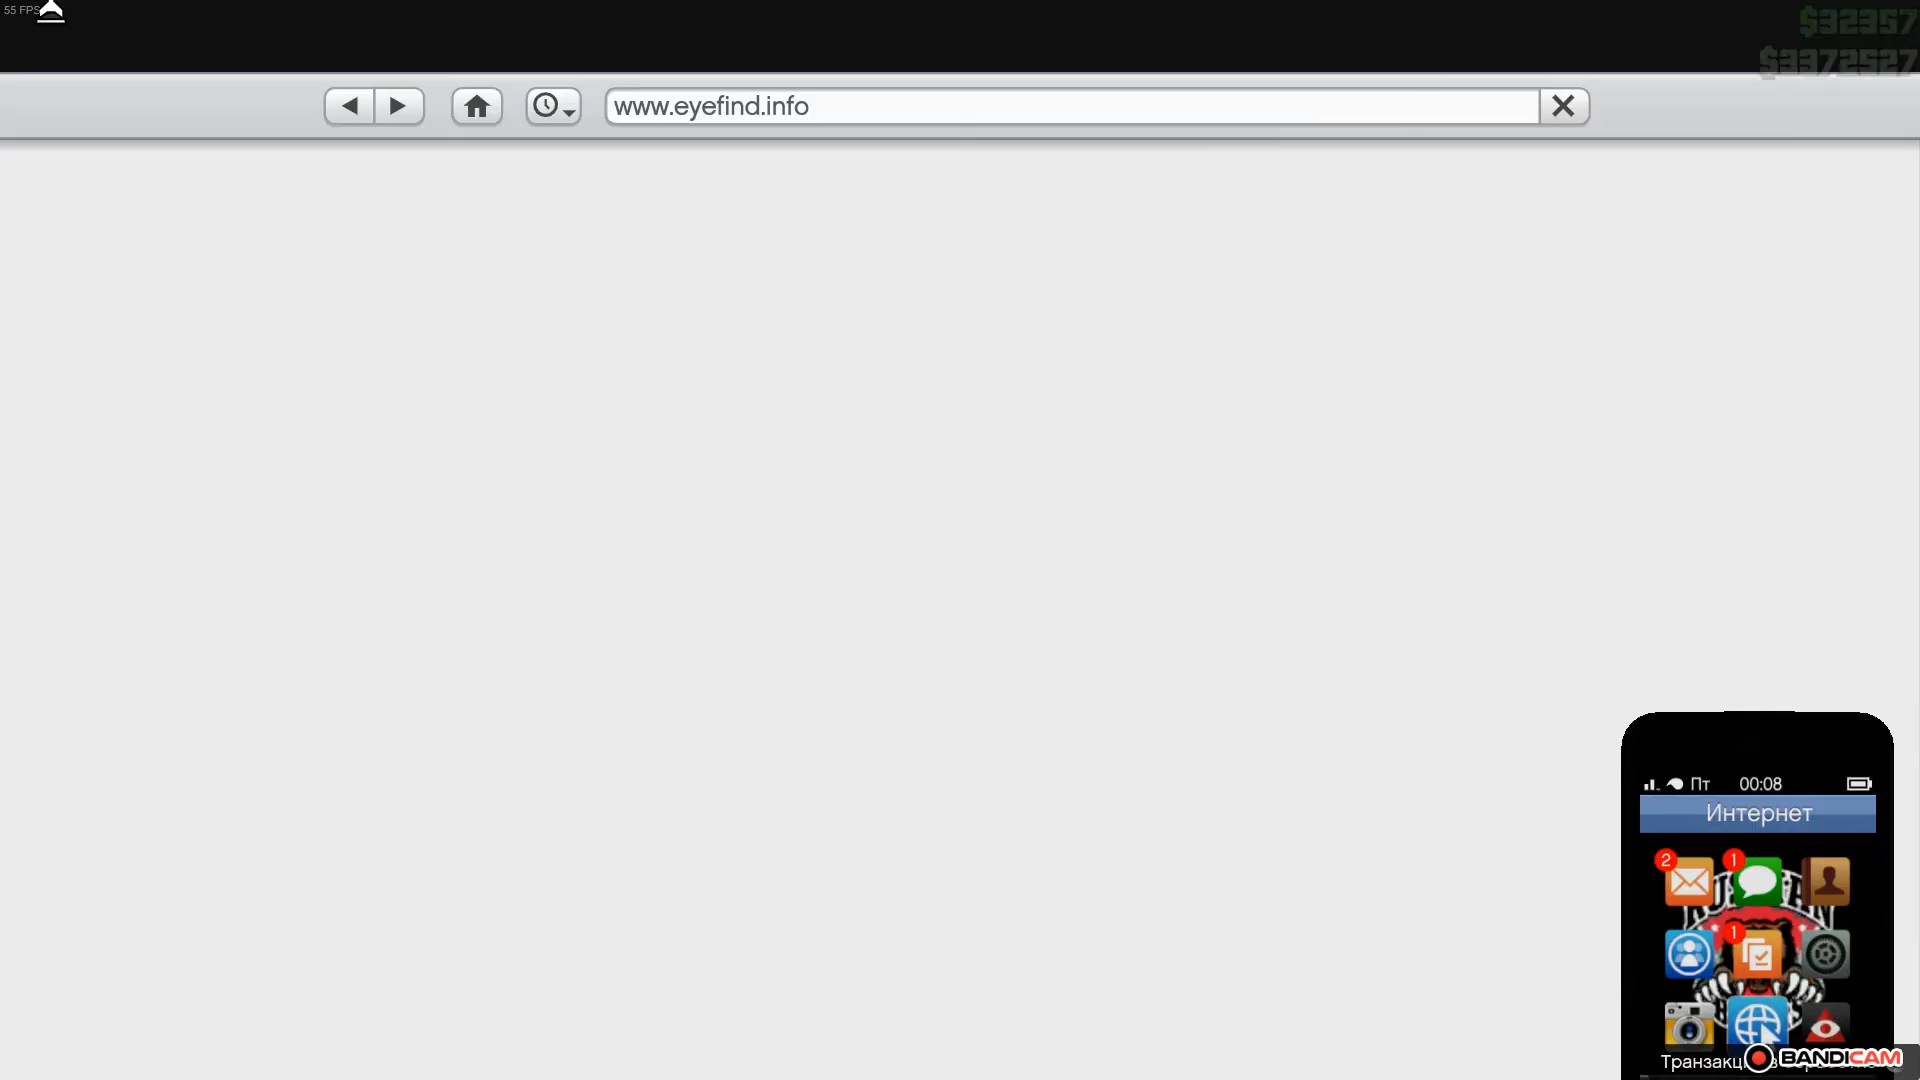 55 FPS
$32357
$3372527
www.eyefind.info
Пт 00:08
Интернет
2
1
1
BANDICAM